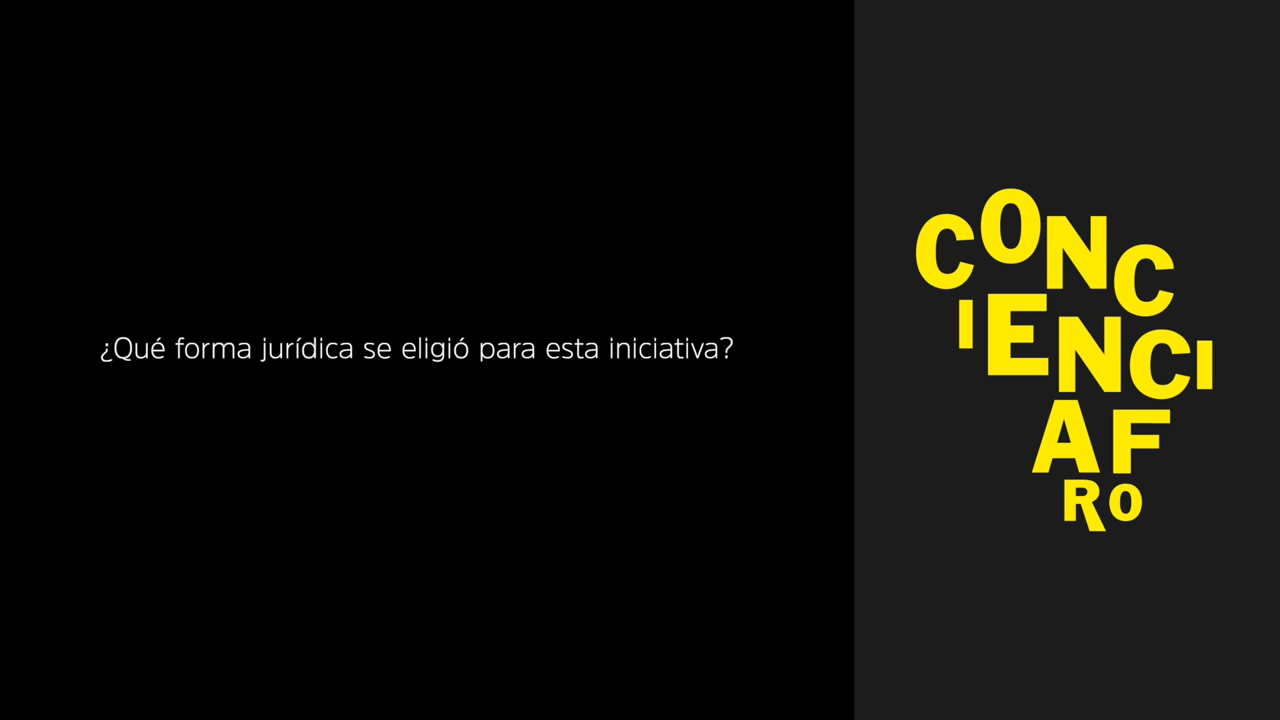 ¿Qué forma jurídica se eligió para esta iniciativa?
CONC
IENCI
AF
RO